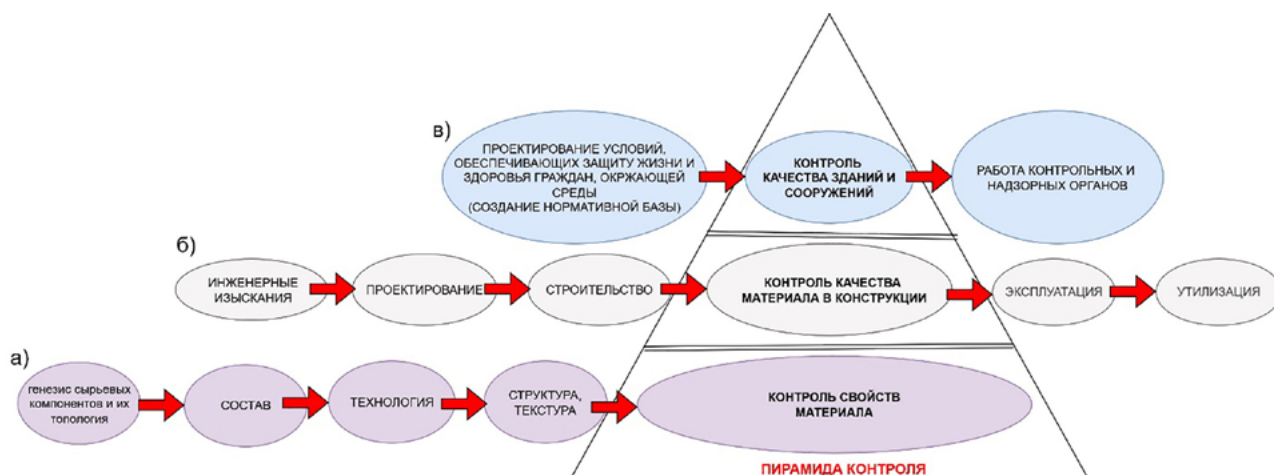 в)
ПРОЕКТИРОВАНИЕ УСЛОВИЙ,
ОБЕСПЕЧИВАЮЩИХ ЗАЩИТУ ЖИЗНИ И
ЗДОРОВЬЯ ГРАЖДАН, ОКРЖАЮЩЕЙ
СРЕДЫ
(СОЗДАНИЕ НОРМАТИВНОЙ БАЗЫ)
КОНТРОЛЬ
КАЧЕСТВА ЗДАНИЙ И
СООРУЖЕНИЙ
РАБОТА КОНТРОЛЬНЫХ И
НАДЗОРНЫХ ОРГАНОВ
б)
ИНЖЕНЕРНЫЕ
ИЗЫСКАНИЯ
ПРОЕКТИРОВАНИЕ
СТРОИТЕЛЬСТВО
КОНТРОЛЬ КАЧЕСТВА
МАТЕРИАЛА В КОНСТРУКЦИИ
ЭКСПЛУАТАЦИЯ
УТИЛИЗАЦИЯ
а)
генезис сырьевых
компонентов и их
топология
СОСТАВ
ТЕХНОЛОГИЯ
СТРУКТУРА,
ТЕКСТУРА
КОНТРОЛЬ СВОЙСТВ
МАТЕРИАЛА
ПИРАМИДА КОНТРОЛЯ